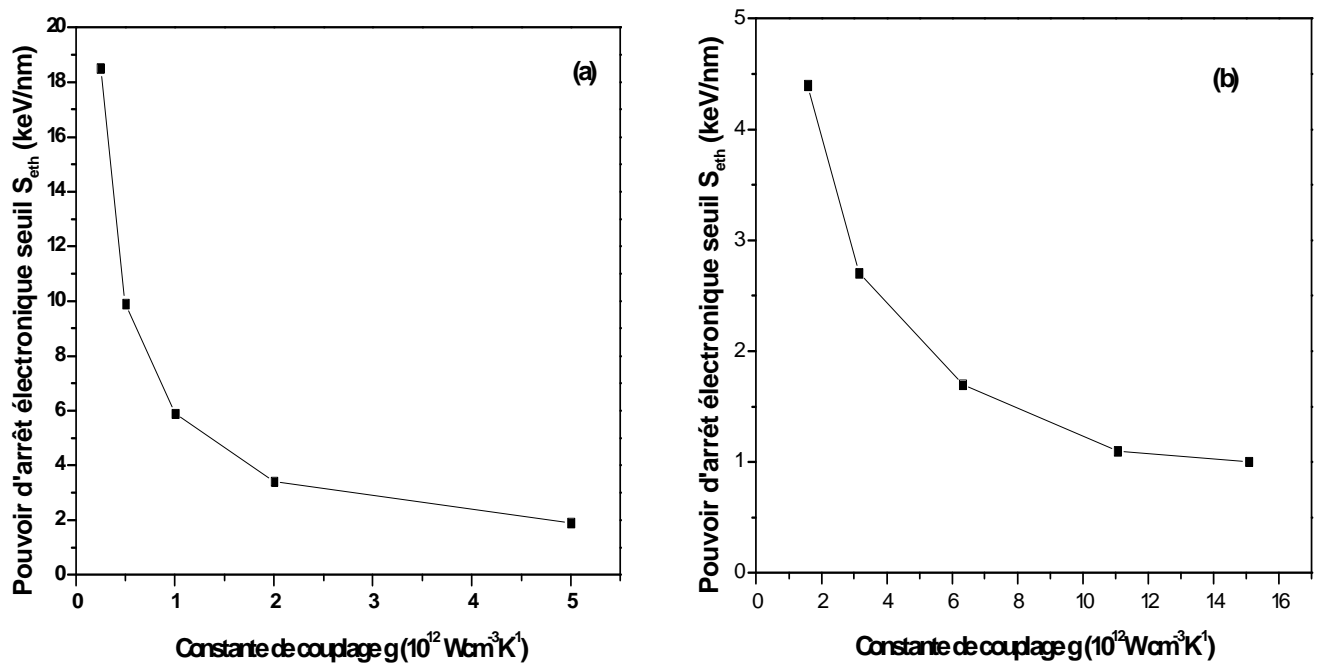 (a)
Pouvoir d'arrêt électronique seuil S_eth (keV/nm)
20
18
16
14
12
10
8
6
4
2
0
0 1 2 3 4 5
Constante de couplage g (10^12 Wcm^-3K^-1)
(b)
Pouvoir d'arrét électronique seuil S_eth (keV/nm)
5
4
3
2
1
0
0 2 4 6 8 10 12 14 16
Constante de couplage g (10^12 Wcm^-3K^-1)